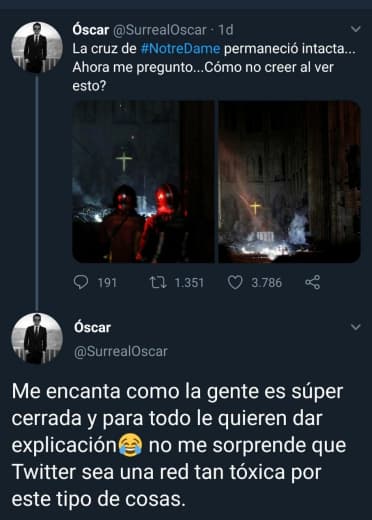 Óscar @SurrealOscar · 1d
La cruz de #NotreDame permaneció intacta...
Ahora me pregunto...Cómo no creer al ver
esto?
191 1.351 3.786
Óscar
@SurrealOscar
Me encanta como la gente es súper
cerrada y para todo le quieren dar
explicación😂 no me sorprende que
Twitter sea una red tan tóxica por
este tipo de cosas.